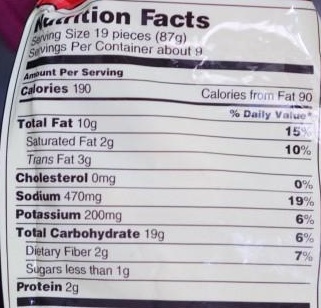 Nutrition Facts
Serving Size 19 pieces (87g)
Servings Per Container about 9
Amount Per Serving
Calories 190 Calories from Fat 90
% Daily Value*
Total Fat 10g 15%
Saturated Fat 2g 10%
Trans Fat 3g
Cholesterol 0mg 0%
Sodium 470mg 19%
Potassium 200mg 6%
Total Carbohydrate 19g 6%
Dietary Fiber 2g 7%
Sugars less than 1g
Protein 2g